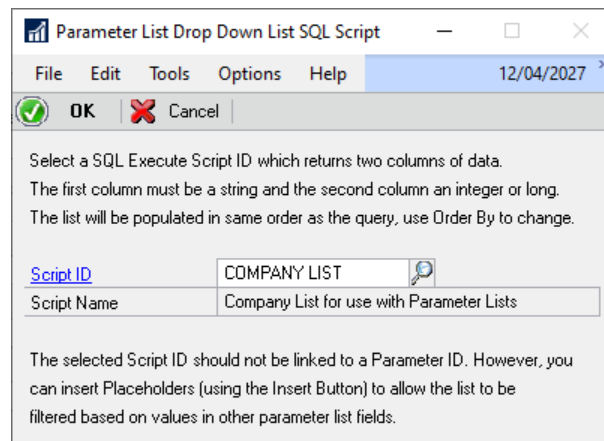 Parameter List Drop Down List SQL Script
File Edit Tools Options Help 12/04/2027
OK Cancel
Select a SQL Execute Script ID which returns two columns of data.
The first column must be a string and the second column an integer or long.
The list will be populated in same order as the query, use Order By to change.
Script ID COMPANY LIST
Script Name Company List for use with Parameter Lists
The selected Script ID should not be linked to a Parameter ID. However, you
can insert Placeholders (using the Insert Button) to allow the list to be
filtered based on values in other parameter list fields.